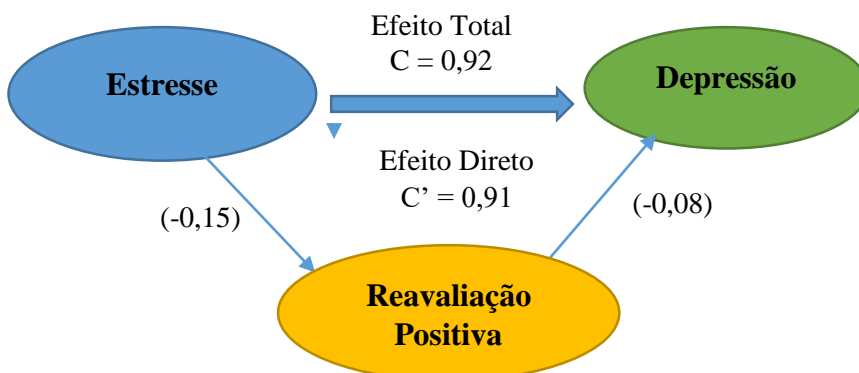 Efeito Total
C = 0,92
Estresse
Depressão
Efeito Direto
C’ = 0,91
(-0,15)
(-0,08)
Reavaliação
Positiva